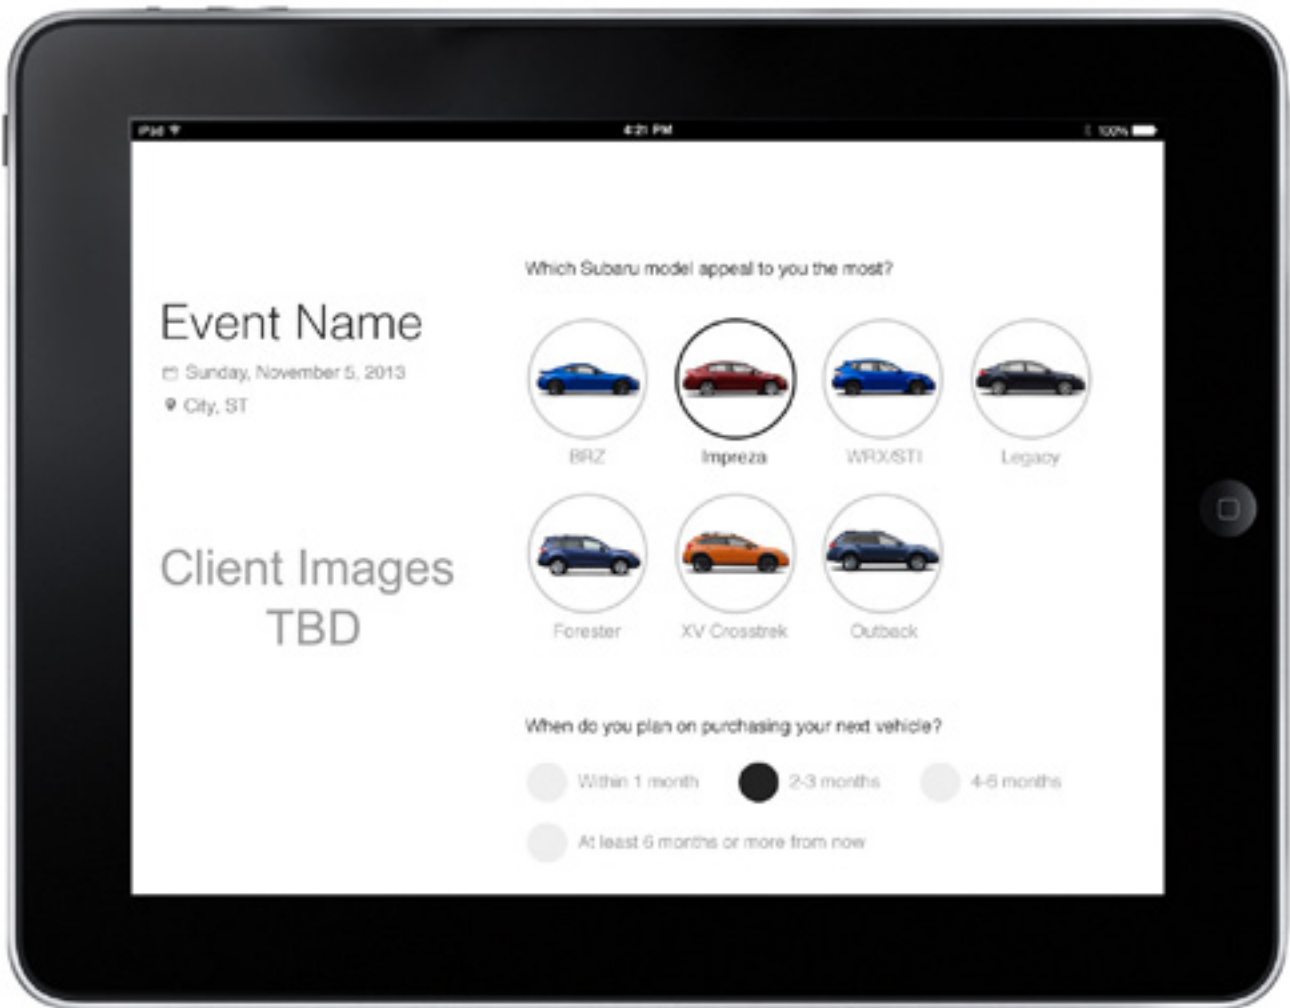 iPad 4:21 PM 100%
Event Name
Sunday, November 5, 2013
City, ST
Client Images
TBD
Which Subaru model appeal to you the most?
BRZ Impreza WRX/STI Legacy
Forester XV Crosstrek Outback
When do you plan on purchasing your next vehicle?
Within 1 month 2-3 months 4-6 months
At least 6 months or more from now